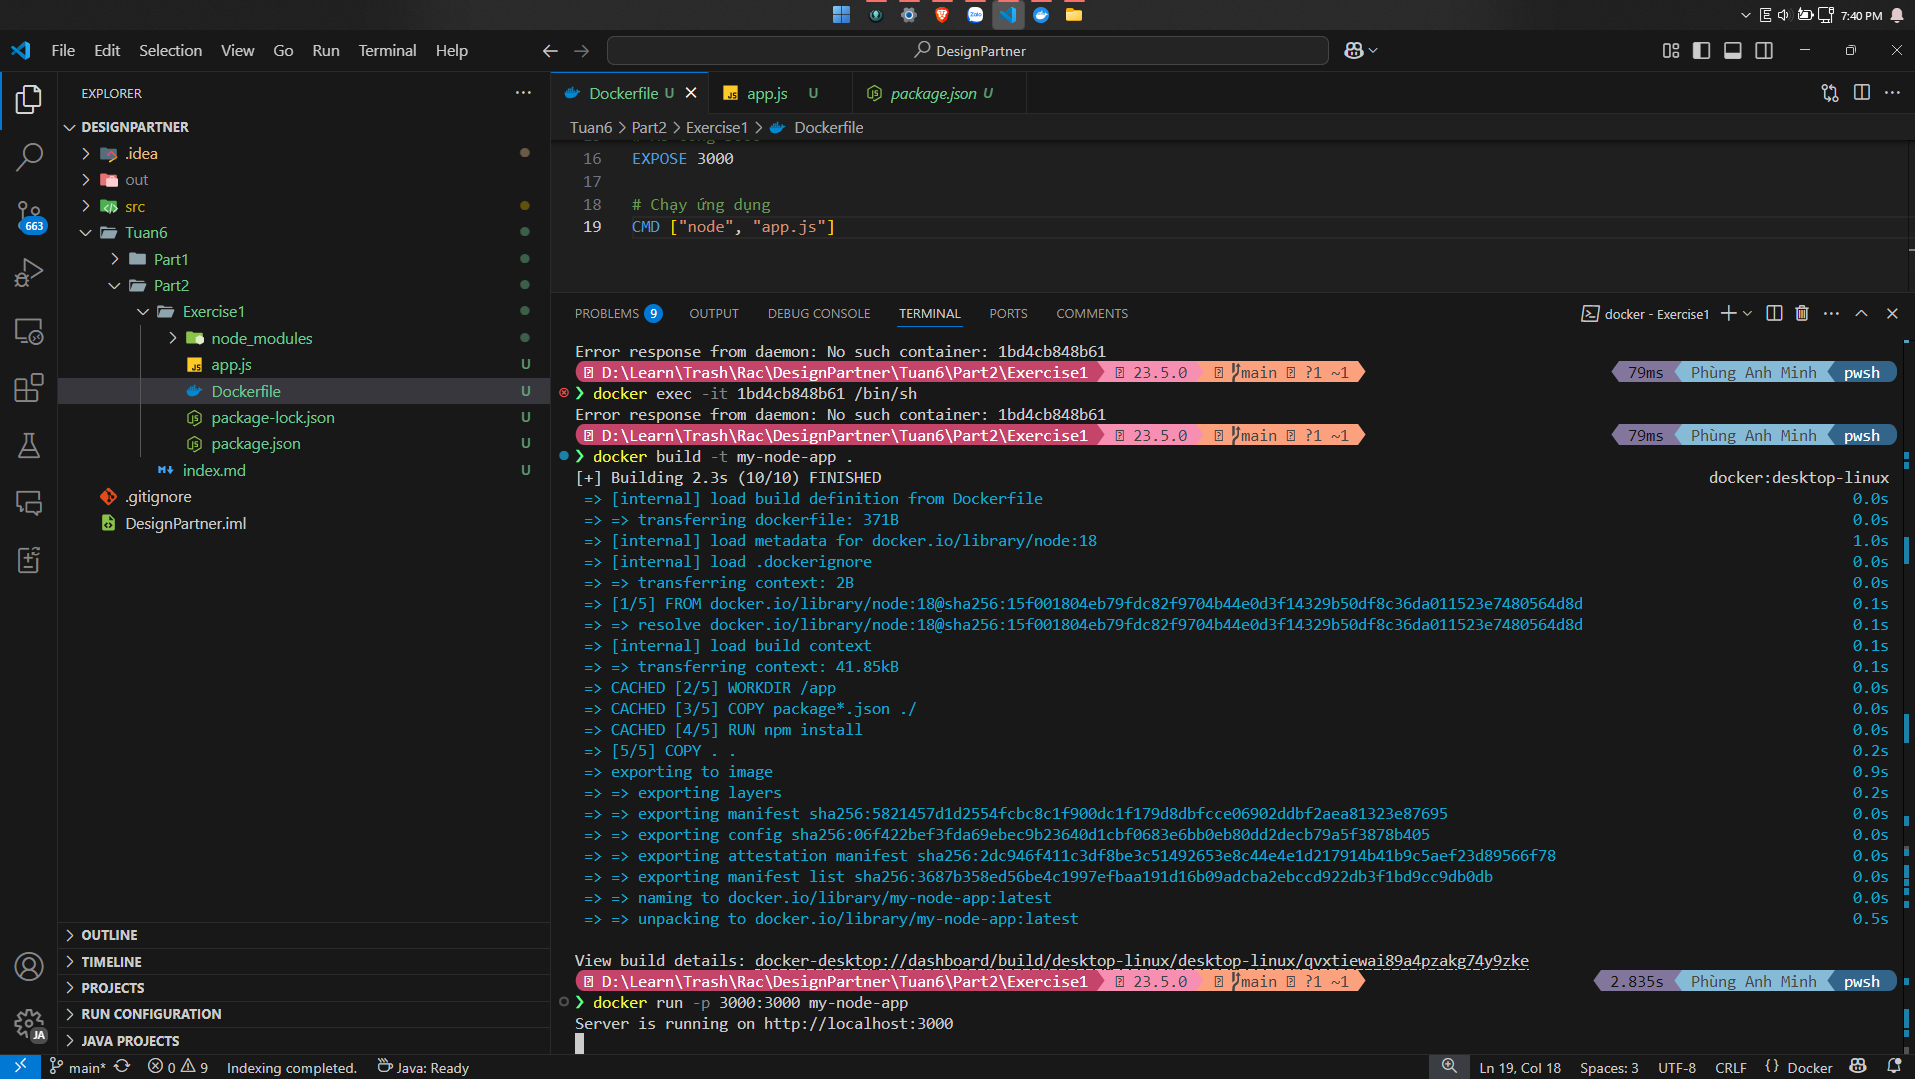 7:40 PM
File Edit Selection View Go Run Terminal Help
DesignPartner
EXPLORER
DESIGNPARTNER
.idea
out
src
Tuan6
Part1
Part2
Exercise1
node_modules
app.js U
Dockerfile U
package-lock.json U
package.json U
index.md U
.gitignore
DesignPartner.iml
663
OUTLINE
TIMELINE
PROJECTS
RUN CONFIGURATION
JAVA PROJECTS
JA
Dockerfile U app.js U package.json U
Tuan6 > Part2 > Exercise1 > Dockerfile
16 EXPOSE 3000
17
18 # Chạy ứng dụng
19 CMD ["node", "app.js"]
PROBLEMS 9 OUTPUT DEBUG CONSOLE TERMINAL PORTS COMMENTS
docker - Exercise1
Error response from daemon: No such container: 1bd4cb848b61
D:\Learn\Trash\Rac\DesignPartner\Tuan6\Part2\Exercise1 23.5.0 main ?1 ~1 79ms Phùng Anh Minh pwsh
❯ docker exec -it 1bd4cb848b61 /bin/sh
Error response from daemon: No such container: 1bd4cb848b61
D:\Learn\Trash\Rac\DesignPartner\Tuan6\Part2\Exercise1 23.5.0 main ?1 ~1 79ms Phùng Anh Minh pwsh
❯ docker build -t my-node-app .
[+] Building 2.3s (10/10) FINISHED docker:desktop-linux
=> [internal] load build definition from Dockerfile 0.0s
=> => transferring dockerfile: 371B 0.0s
=> [internal] load metadata for docker.io/library/node:18 1.0s
=> [internal] load .dockerignore 0.0s
=> => transferring context: 2B 0.0s
=> [1/5] FROM docker.io/library/node:18@sha256:15f001804eb79fdc82f9704b44e0d3f14329b50df8c36da011523e7480564d8d 0.1s
=> => resolve docker.io/library/node:18@sha256:15f001804eb79fdc82f9704b44e0d3f14329b50df8c36da011523e7480564d8d 0.1s
=> [internal] load build context 0.1s
=> => transferring context: 41.85kB 0.1s
=> CACHED [2/5] WORKDIR /app 0.0s
=> CACHED [3/5] COPY package*.json ./ 0.0s
=> CACHED [4/5] RUN npm install 0.0s
=> [5/5] COPY . . 0.2s
=> exporting to image 0.9s
=> => exporting layers 0.2s
=> => exporting manifest sha256:5821457d1d2554fcbc8c1f900dc1f179d8dbfcce06902ddbf2aea81323e87695 0.0s
=> => exporting config sha256:06f422bef3fda69ebec9b23640d1cbf0683e6bb0eb80dd2decb79a5f3878b405 0.0s
=> => exporting attestation manifest sha256:2dc946f411c3df8be3c51492653e8c44e4e1d217914b41b9c5aef23d89566f78 0.0s
=> => exporting manifest list sha256:3687b358ed56be4c1997efbaa191d16b09adcba2ebccd922db3f1bd9cc9db0db 0.0s
=> => naming to docker.io/library/my-node-app:latest 0.0s
=> => unpacking to docker.io/library/my-node-app:latest 0.5s
View build details: docker-desktop://dashboard/build/desktop-linux/desktop-linux/qvxtiewai89a4pzakg74y9zke
D:\Learn\Trash\Rac\DesignPartner\Tuan6\Part2\Exercise1 23.5.0 main ?1 ~1 2.835s Phùng Anh Minh pwsh
❯ docker run -p 3000:3000 my-node-app
Server is running on http://localhost:3000
main* 0 9 Indexing completed. Java: Ready Ln 19, Col 18 Spaces: 3 UTF-8 CRLF {} Docker